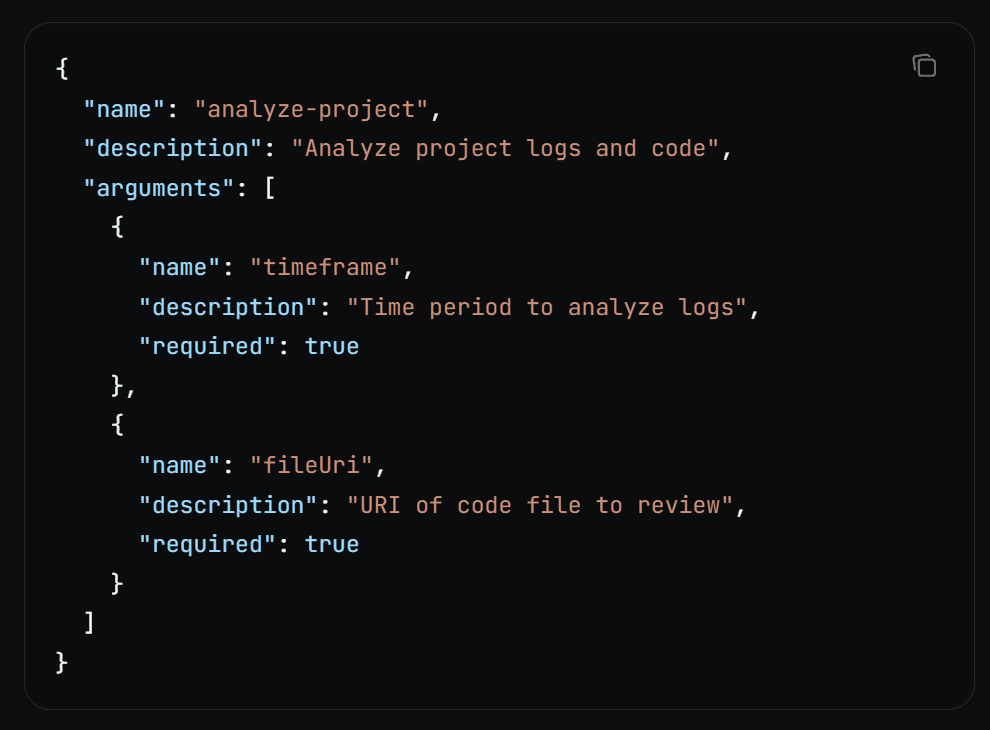 {
  "name": "analyze-project",
  "description": "Analyze project logs and code",
  "arguments": [
    {
      "name": "timeframe",
      "description": "Time period to analyze logs",
      "required": true
    },
    {
      "name": "fileUri",
      "description": "URI of code file to review",
      "required": true
    }
  ]
}